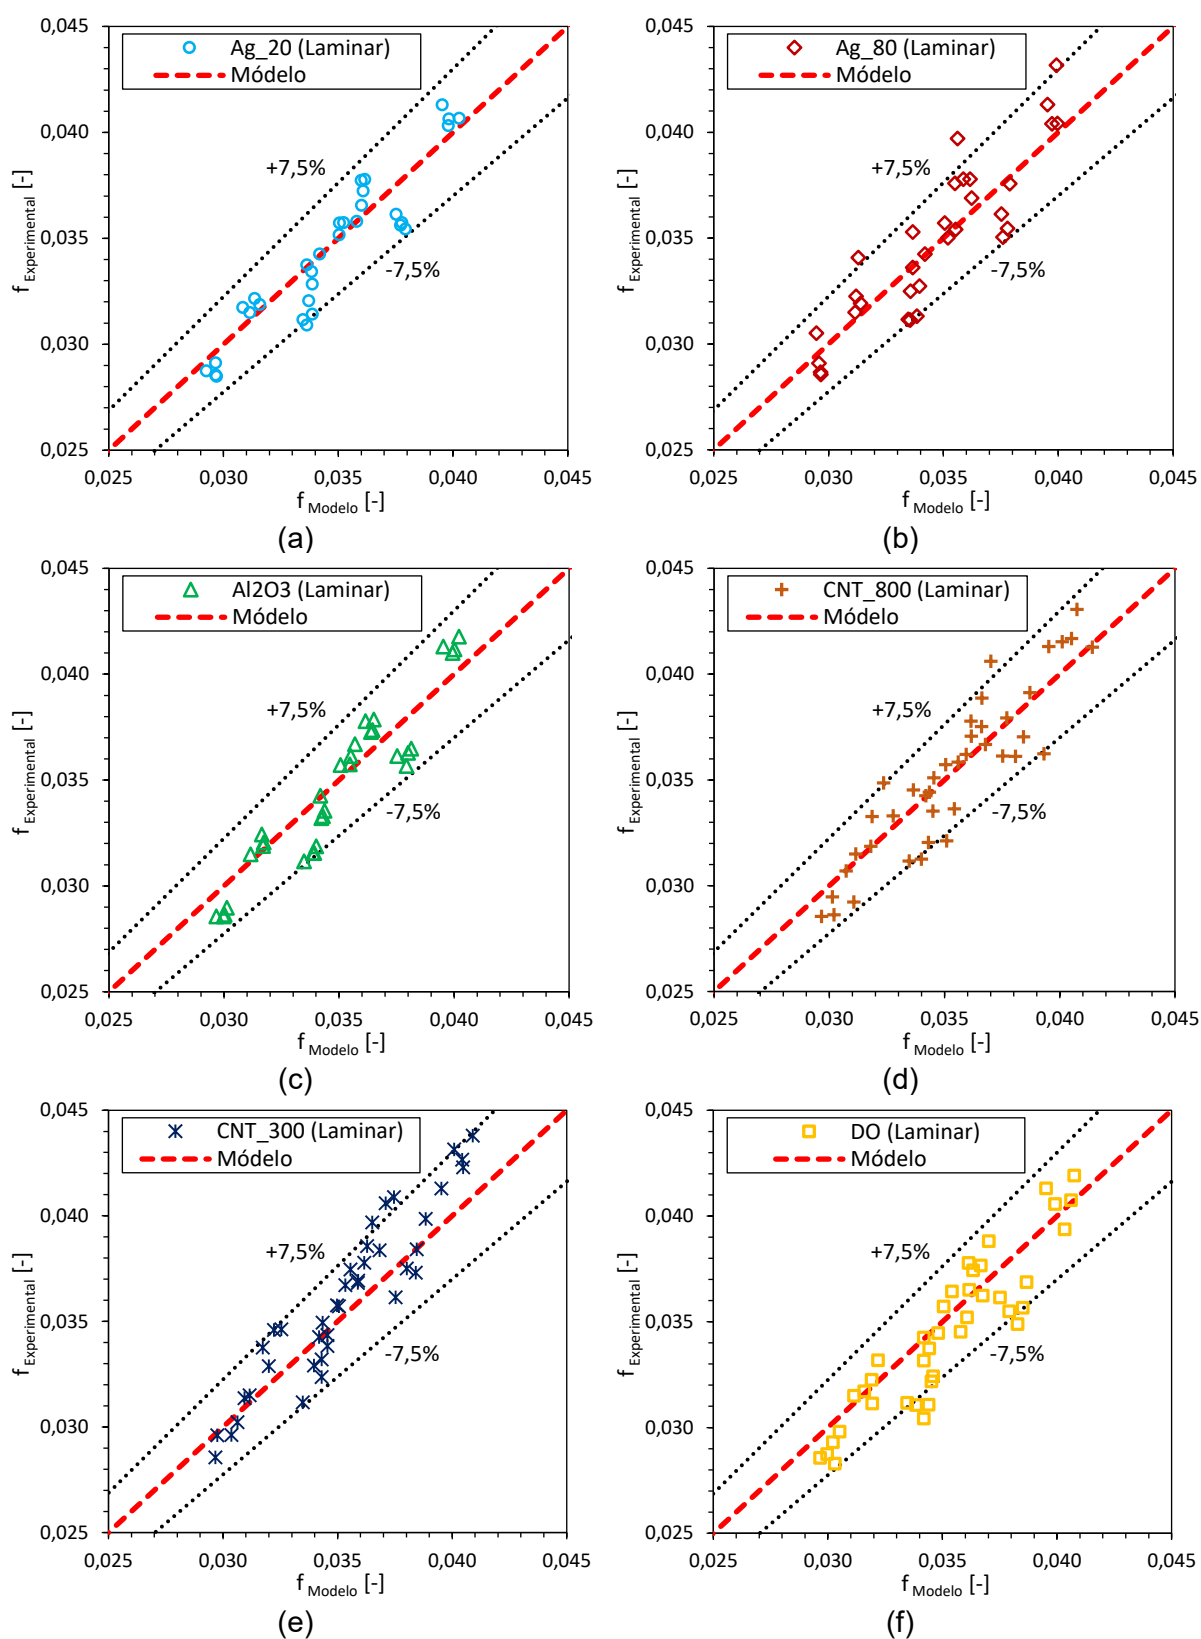 0,045
Ag_20 (Laminar)
Módelo
0,040
+7,5%
f Experimental [-]
0,035
-7,5%
0,030
0,025
0,025 0,030 0,035 0,040 0,045
f Modelo [-]
(a)
0,045
Ag_80 (Laminar)
Módelo
0,040
+7,5%
f Experimental [-]
0,035
-7,5%
0,030
0,025
0,025 0,030 0,035 0,040 0,045
f Modelo [-]
(b)
0,045
Al2O3 (Laminar)
Módelo
0,040
+7,5%
f Experimental [-]
0,035
-7,5%
0,030
0,025
0,025 0,030 0,035 0,040 0,045
f Modelo [-]
(c)
0,045
CNT_800 (Laminar)
Módelo
0,040
+7,5%
f Experimental [-]
0,035
-7,5%
0,030
0,025
0,025 0,030 0,035 0,040 0,045
f Modelo [-]
(d)
0,045
CNT_300 (Laminar)
Módelo
0,040
+7,5%
f Experimental [-]
0,035
-7,5%
0,030
0,025
0,025 0,030 0,035 0,040 0,045
f Modelo [-]
(e)
0,045
DO (Laminar)
Módelo
0,040
+7,5%
f Experimental [-]
0,035
-7,5%
0,030
0,025
0,025 0,030 0,035 0,040 0,045
f Modelo [-]
(f)